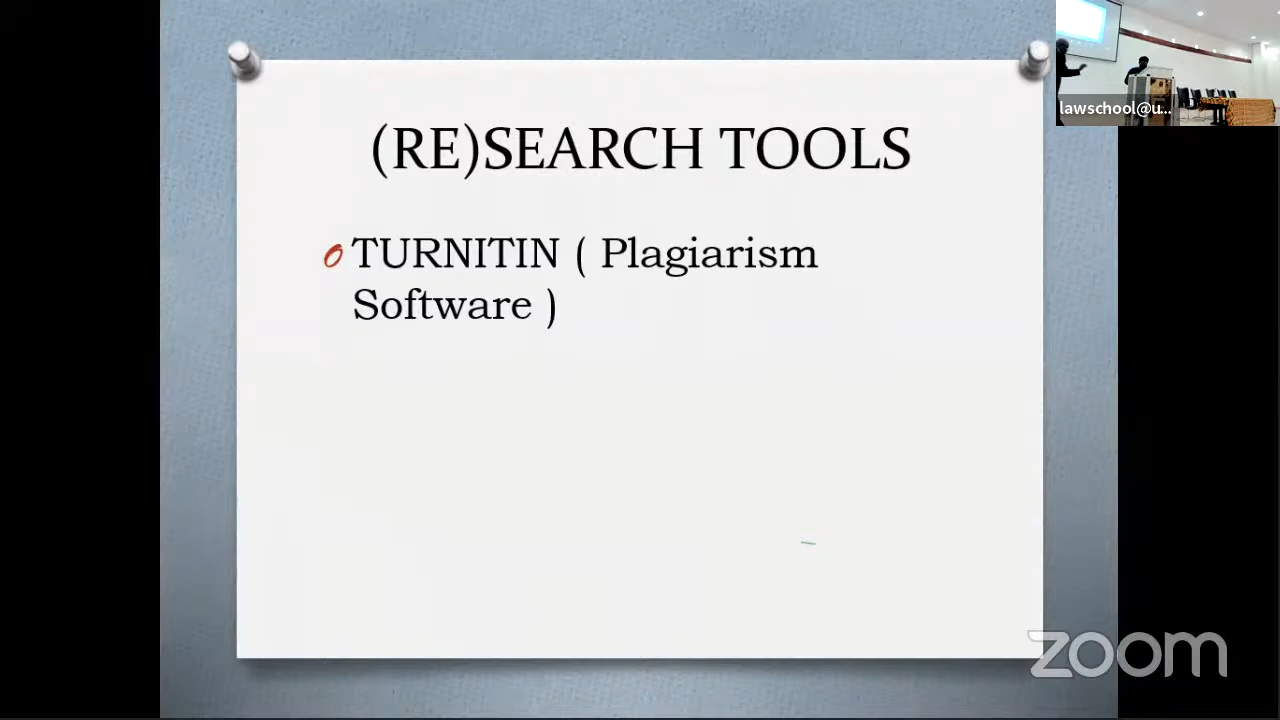 (RE)SEARCH TOOLS
TURNITIN ( Plagiarism
Software )
lawschool@u...
zoom